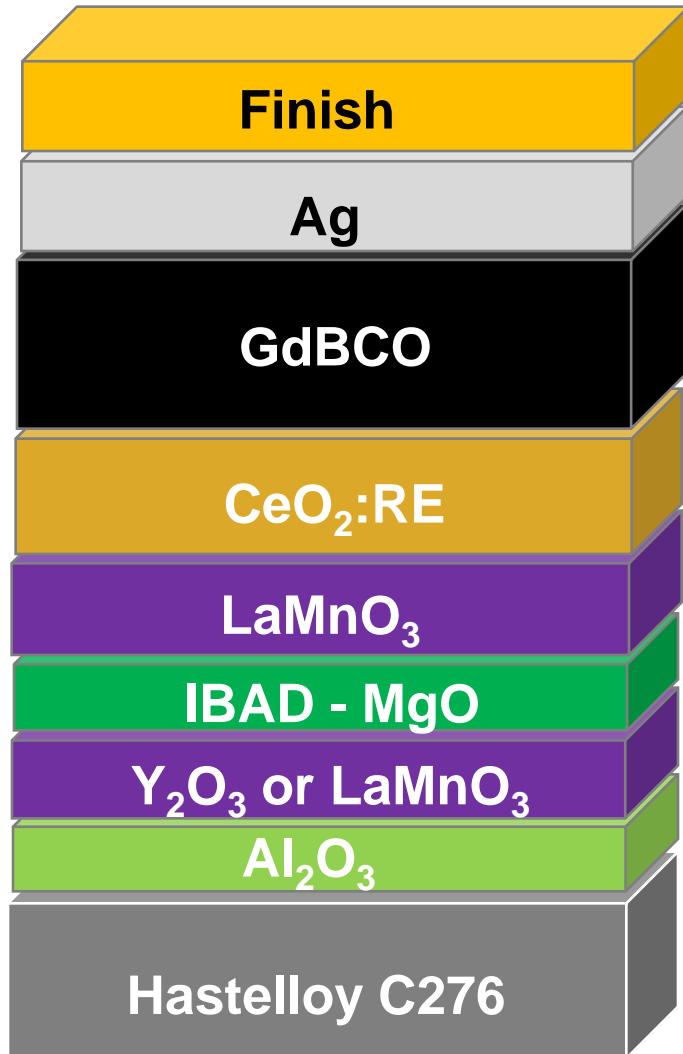 Finish
Ag
GdBCO
CeO₂:RE
LaMnO₃
IBAD - MgO
Y₂O₃ or LaMnO₃
Al₂O₃
Hastelloy C276